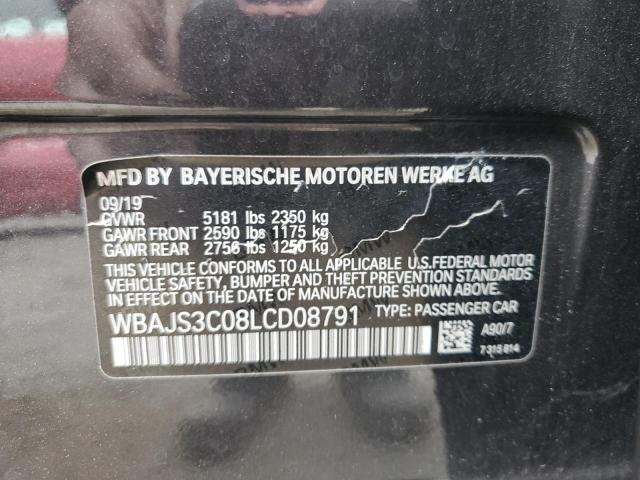 MFD BY BAYERISCHE MOTOREN WERKE AG
09/19
GVWR 5181 lbs 2350 kg
GAWR FRONT 2590 lbs 1175 kg
GAWR REAR 2756 lbs 1250 kg
THIS VEHICLE CONFORMS TO ALL APPLICABLE U.S.FEDERAL MOTOR
VEHICLE SAFETY, BUMPER AND THEFT PREVENTION STANDARDS
IN EFFECT ON THE DATE OF MANUFACTURE SHOWN ABOVE.
WBAJS3C08LCD08791 TYPE: PASSENGER CAR
A90/7
7315814